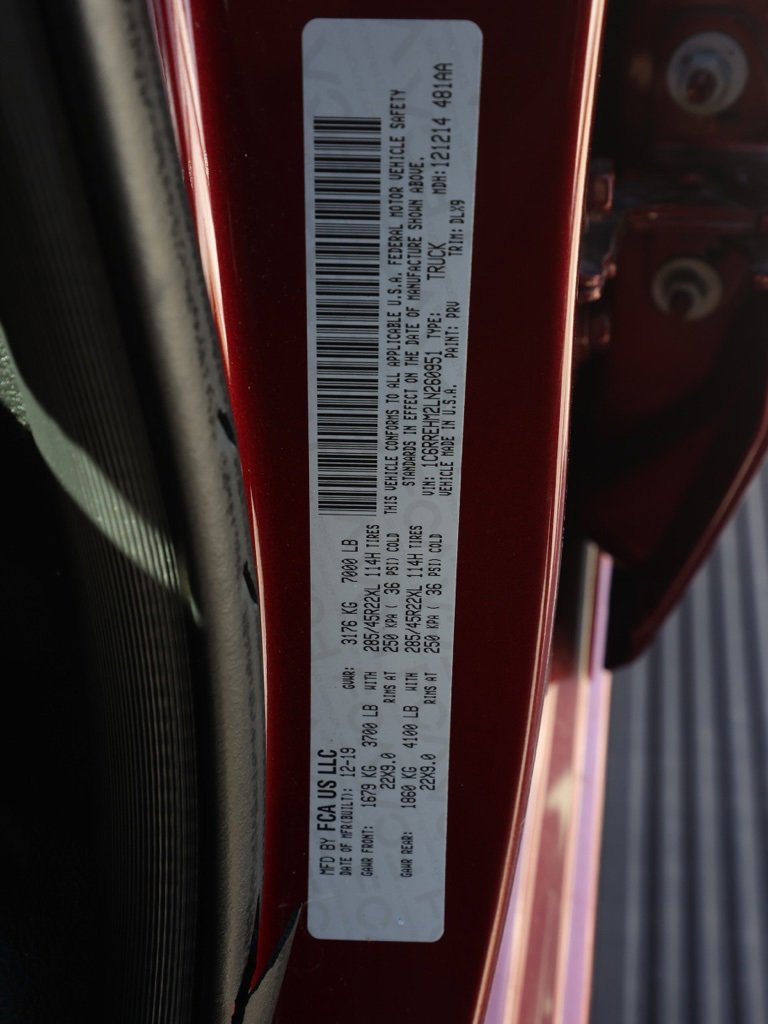 MFD BY FCA US LLC
DATE OF MFR(BUILT): 12-19 GVWR: 3176 KG 7000 LB
GAWR FRONT: 1679 KG 3700 LB WITH 285/45R22XL 114H TIRES
22X9.0 RIMS AT 250 KPA ( 36 PSI) COLD
GAWR REAR: 1860 KG 4100 LB WITH 285/45R22XL 114H TIRES
22X9.0 RIMS AT 250 KPA ( 36 PSI) COLD
THIS VEHICLE CONFORMS TO ALL APPLICABLE U.S.A. FEDERAL MOTOR VEHICLE SAFETY
STANDARDS IN EFFECT ON THE DATE OF MANUFACTURE SHOWN ABOVE.
VIN: 1C6RREHM2LN260951 TYPE: TRUCK MDH: 121214 481AA
VEHICLE MADE IN U.S.A. PAINT: PRV TRIM: DLX9